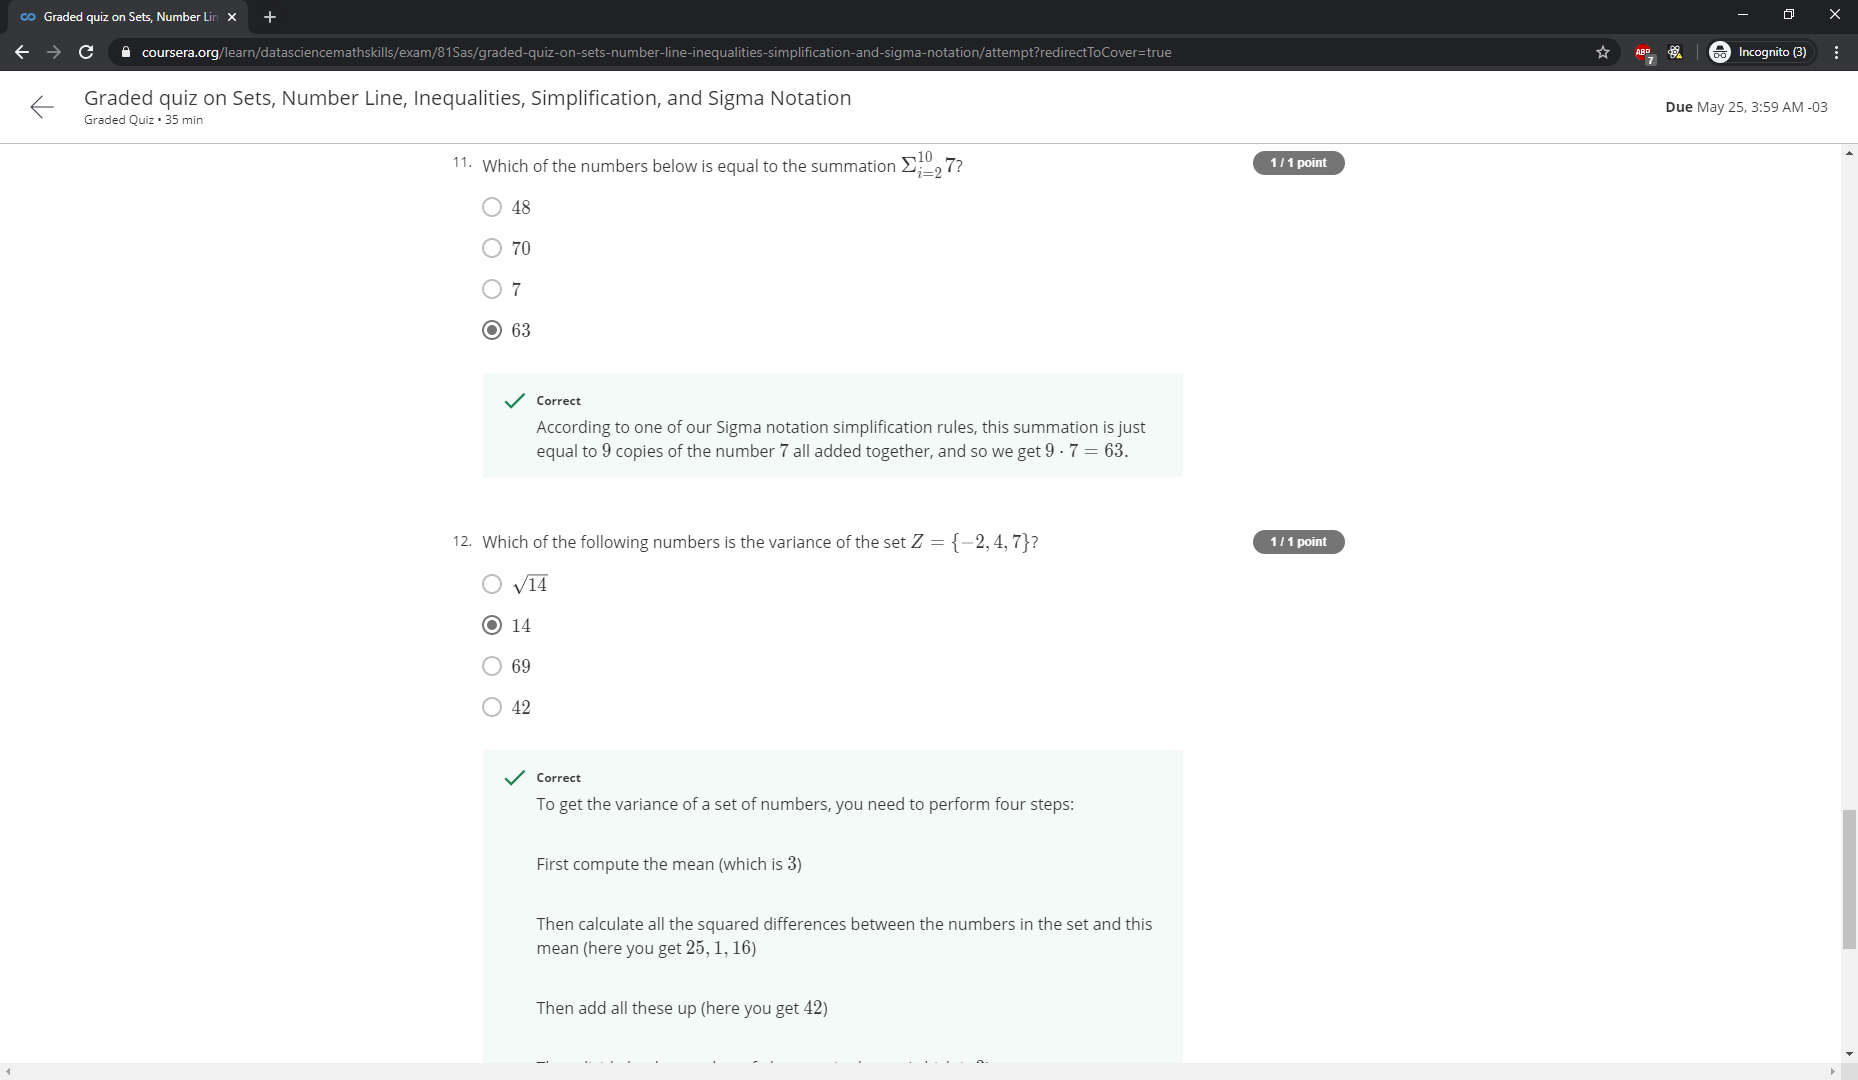 Graded quiz on Sets, Number Lin
coursera.org/learn/datasciencemathskills/exam/81Sas/graded-quiz-on-sets-number-line-inequalities-simplification-and-sigma-notation/attempt?redirectToCover=true
ABP
7
Incognito (3)
Graded quiz on Sets, Number Line, Inequalities, Simplification, and Sigma Notation
Graded Quiz • 35 min
Due May 25, 3:59 AM -03
11. Which of the numbers below is equal to the summation Σ_{i=2}^{10} 7?
1 / 1 point
48
70
7
63
Correct
According to one of our Sigma notation simplification rules, this summation is just
equal to 9 copies of the number 7 all added together, and so we get 9 · 7 = 63.
12. Which of the following numbers is the variance of the set Z = {−2, 4, 7}?
1 / 1 point
√14
14
69
42
Correct
To get the variance of a set of numbers, you need to perform four steps:
First compute the mean (which is 3)
Then calculate all the squared differences between the numbers in the set and this
mean (here you get 25, 1, 16)
Then add all these up (here you get 42)